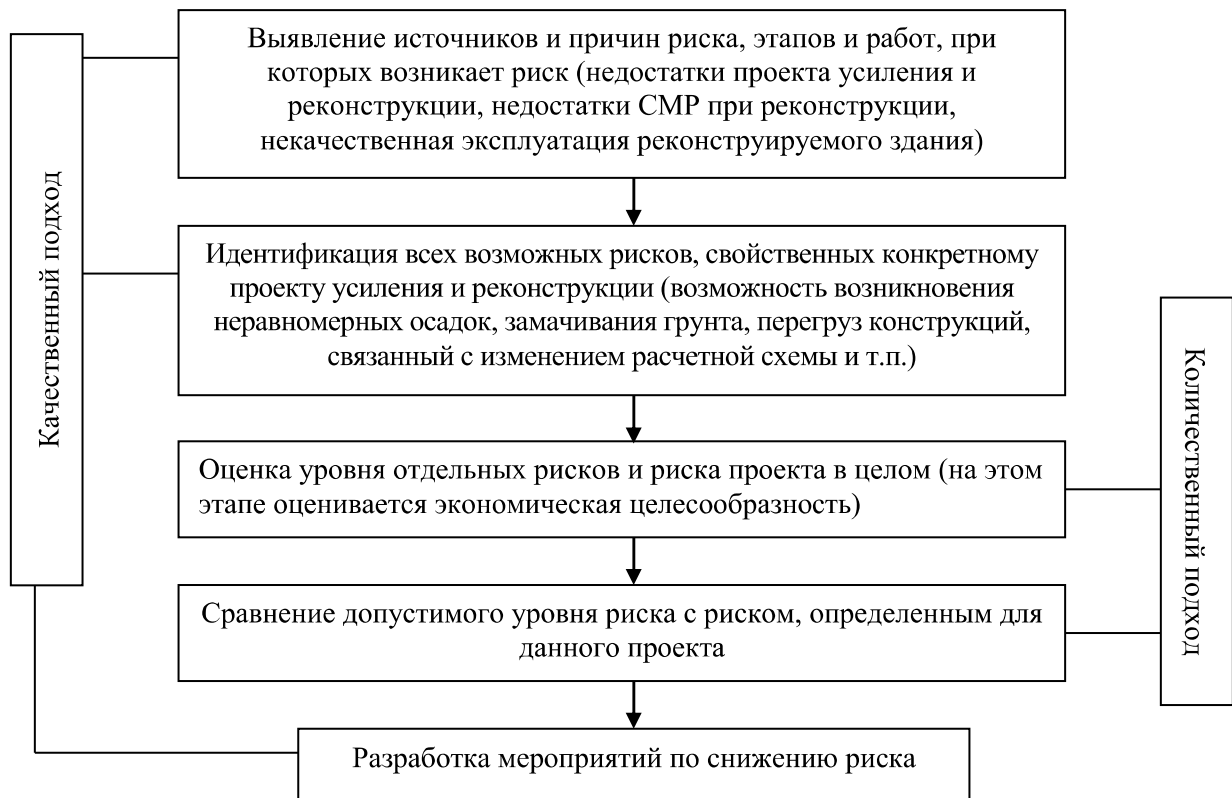 Качественный подход
Выявление источников и причин риска, этапов и работ, при
которых возникает риск (недостатки проекта усиления и
реконструкции, недостатки СМР при реконструкции,
некачественная эксплуатация реконструируемого здания)
Идентификация всех возможных рисков, свойственных конкретному
проекту усиления и реконструкции (возможность возникновения
неравномерных осадок, замачивания грунта, перегруз конструкций,
связанный с изменением расчетной схемы и т.п.)
Количественный подход
Оценка уровня отдельных рисков и риска проекта в целом (на этом
этапе оценивается экономическая целесообразность)
Сравнение допустимого уровня риска с риском, определенным для
данного проекта
Разработка мероприятий по снижению риска